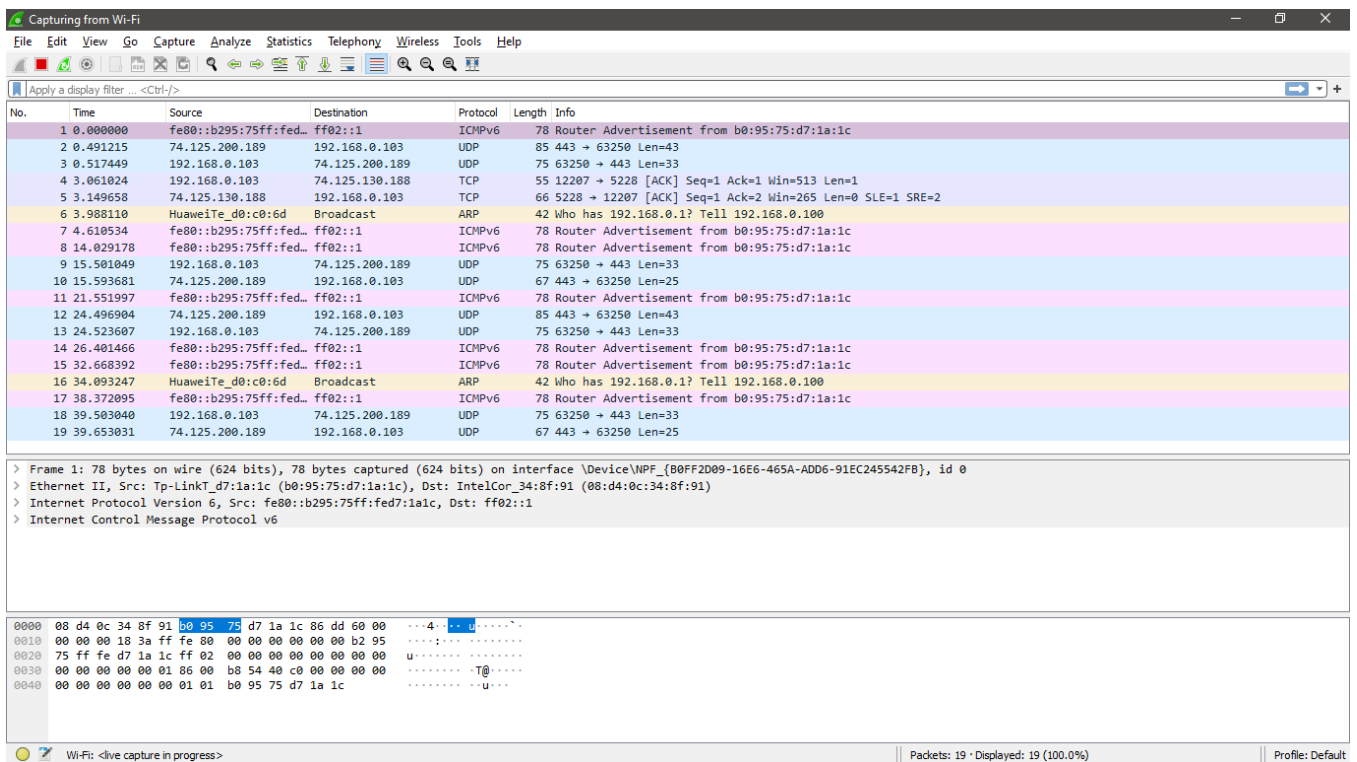 Capturing from Wi-Fi
File Edit View Go Capture Analyze Statistics Telephony Wireless Tools Help
Apply a display filter ... <Ctrl-/>
No. Time Source Destination Protocol Length Info
1 0.000000 fe80::b295:75ff:fed… ff02::1 ICMPv6 78 Router Advertisement from b0:95:75:d7:1a:1c
2 0.491215 74.125.200.189 192.168.0.103 UDP 85 443 → 63250 Len=43
3 0.517449 192.168.0.103 74.125.200.189 UDP 75 63250 → 443 Len=33
4 3.061024 192.168.0.103 74.125.130.188 TCP 55 12207 → 5228 [ACK] Seq=1 Ack=1 Win=513 Len=1
5 3.149658 74.125.130.188 192.168.0.103 TCP 66 5228 → 12207 [ACK] Seq=1 Ack=2 Win=265 Len=0 SLE=1 SRE=2
6 3.988110 HuaweiTe_d0:c0:6d Broadcast ARP 42 Who has 192.168.0.1? Tell 192.168.0.100
7 4.610534 fe80::b295:75ff:fed… ff02::1 ICMPv6 78 Router Advertisement from b0:95:75:d7:1a:1c
8 14.029178 fe80::b295:75ff:fed… ff02::1 ICMPv6 78 Router Advertisement from b0:95:75:d7:1a:1c
9 15.501049 192.168.0.103 74.125.200.189 UDP 75 63250 → 443 Len=33
10 15.593681 74.125.200.189 192.168.0.103 UDP 67 443 → 63250 Len=25
11 21.551997 fe80::b295:75ff:fed… ff02::1 ICMPv6 78 Router Advertisement from b0:95:75:d7:1a:1c
12 24.496904 74.125.200.189 192.168.0.103 UDP 85 443 → 63250 Len=43
13 24.523607 192.168.0.103 74.125.200.189 UDP 75 63250 → 443 Len=33
14 26.401466 fe80::b295:75ff:fed… ff02::1 ICMPv6 78 Router Advertisement from b0:95:75:d7:1a:1c
15 32.668392 fe80::b295:75ff:fed… ff02::1 ICMPv6 78 Router Advertisement from b0:95:75:d7:1a:1c
16 34.093247 HuaweiTe_d0:c0:6d Broadcast ARP 42 Who has 192.168.0.1? Tell 192.168.0.100
17 38.372095 fe80::b295:75ff:fed… ff02::1 ICMPv6 78 Router Advertisement from b0:95:75:d7:1a:1c
18 39.503040 192.168.0.103 74.125.200.189 UDP 75 63250 → 443 Len=33
19 39.653031 74.125.200.189 192.168.0.103 UDP 67 443 → 63250 Len=25
> Frame 1: 78 bytes on wire (624 bits), 78 bytes captured (624 bits) on interface \Device\NPF_{B0FF2D09-16E6-465A-ADD6-91EC245542FB}, id 0
> Ethernet II, Src: Tp-LinkT_d7:1a:1c (b0:95:75:d7:1a:1c), Dst: IntelCor_34:8f:91 (08:d4:0c:34:8f:91)
> Internet Protocol Version 6, Src: fe80::b295:75ff:fed7:1a1c, Dst: ff02::1
> Internet Control Message Protocol v6
0000 08 d4 0c 34 8f 91 b0 95 75 d7 1a 1c 86 dd 60 00 ···4···· u·····`·
0010 00 00 00 18 3a ff fe 80 00 00 00 00 00 00 b2 95 ····:··· ········
0020 75 ff fe d7 1a 1c ff 02 00 00 00 00 00 00 00 00 u······· ········
0030 00 00 00 00 00 01 86 00 b8 54 40 c0 00 00 00 00 ········ ·T@·····
0040 00 00 00 00 00 00 01 01 b0 95 75 d7 1a 1c ········ ··u···
Wi-Fi: <live capture in progress> Packets: 19 · Displayed: 19 (100.0%) Profile: Default